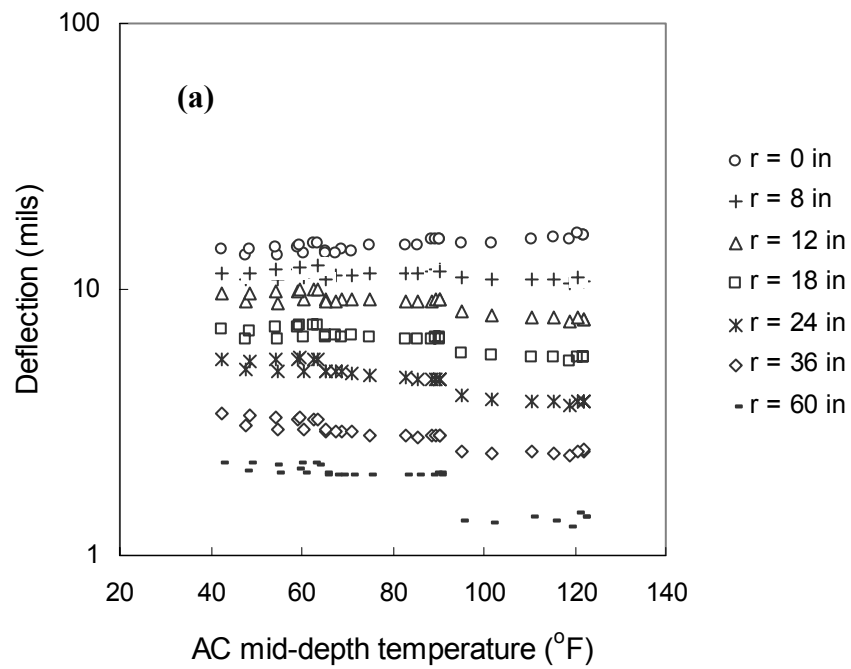 100
(a)
10
1
Deflection (mils)
20 40 60 80 100 120 140
AC mid-depth temperature (°F)
r = 0 in
r = 8 in
r = 12 in
r = 18 in
r = 24 in
r = 36 in
r = 60 in